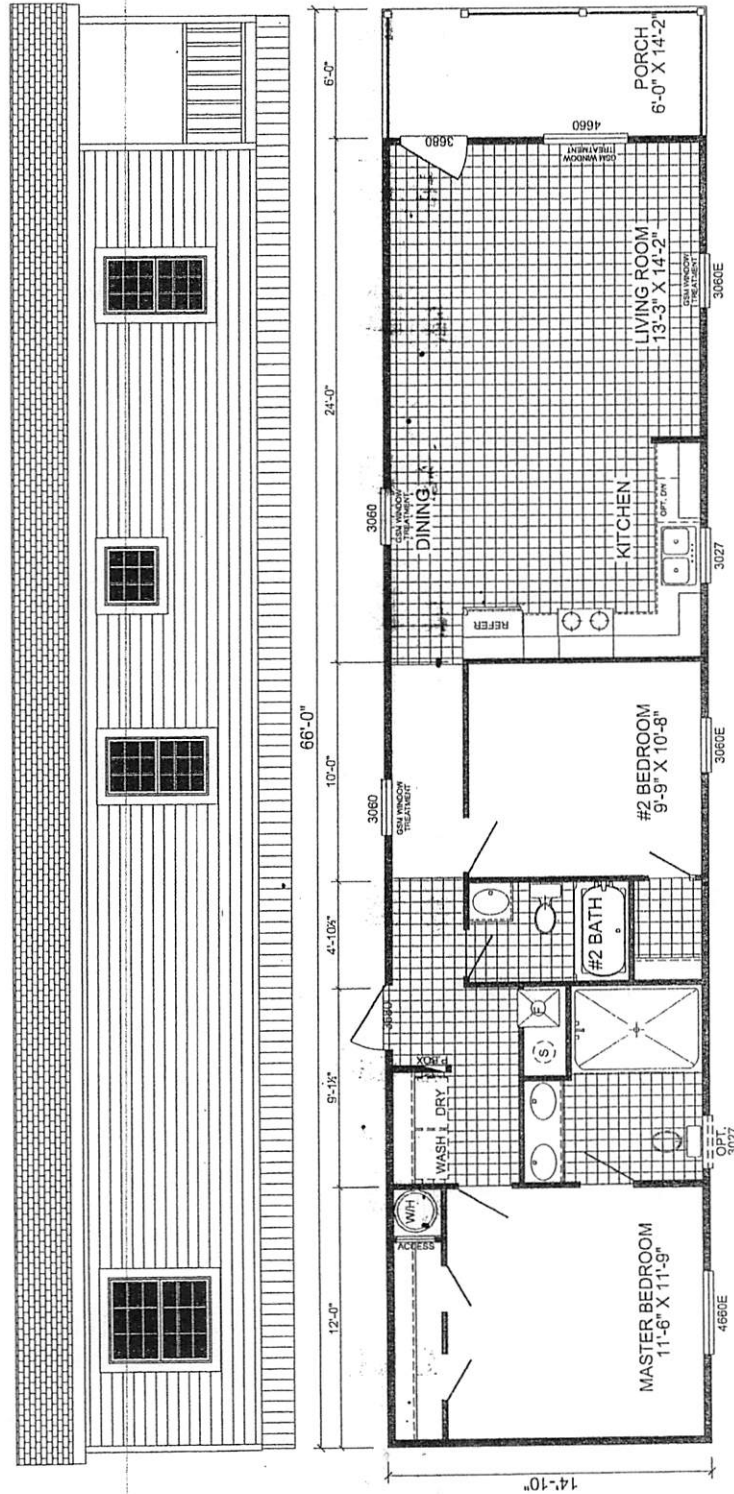 66'-0"
12'-0"
9'-1½"
4'-10½"
10'-0"
24'-0"
6'-0"
14'-10"
3060
GSM WINDOW
TREATMENT
3060
GSM WINDOW
TREATMENT
3680
3680
4660
GSM WINDOW
TREATMENT
W/H
ACCESS
WASH
DRY
P.BOX
S
F
REFER
DINING
KITCHEN
OPT. D/W
#2 BATH
MASTER BEDROOM
11'-6" X 11'-9"
#2 BEDROOM
9'-9" X 10'-8"
LIVING ROOM
13'-3" X 14'-2"
PORCH
6'-0" X 14'-2"
GSM WINDOW
TREATMENT
4660E
OPT.
3027
3060E
3027
3060E